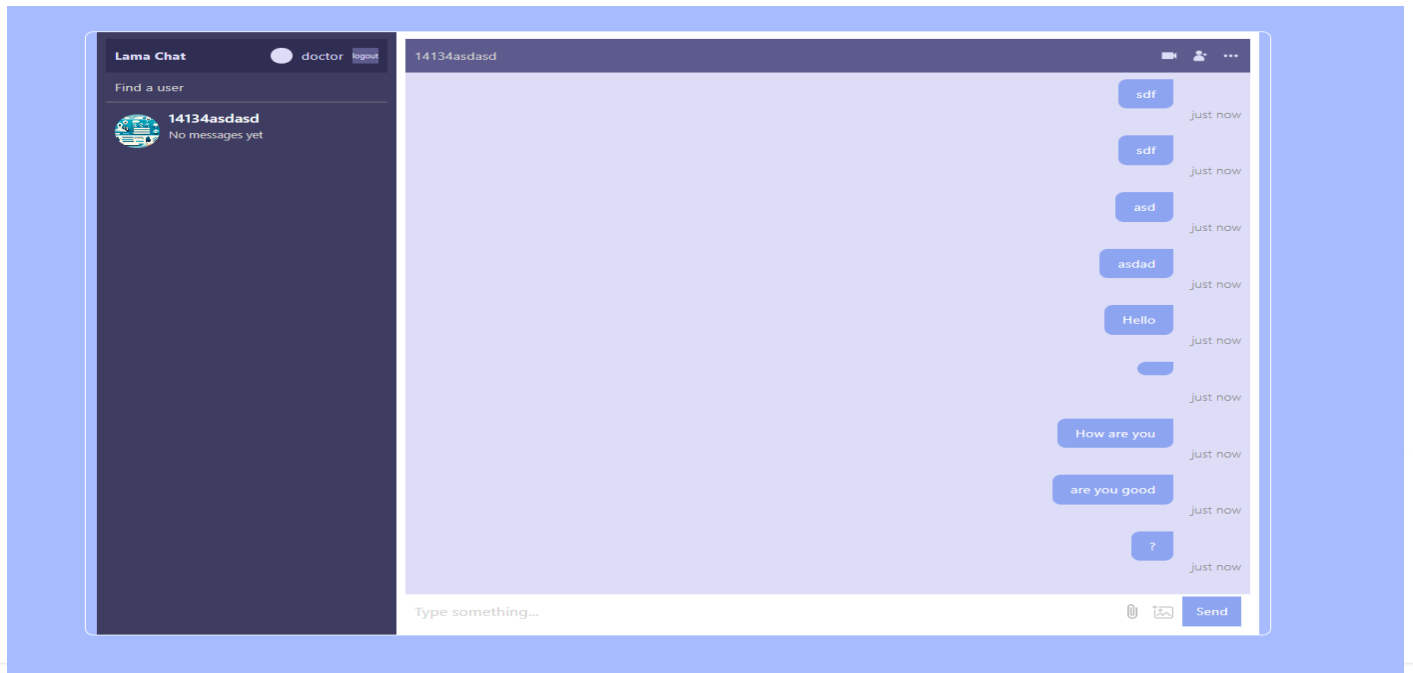 Lama Chat doctor logout
Find a user
14134asdasd
No messages yet
14134asdasd
sdf
just now
sdf
just now
asd
just now
asdad
just now
Hello
just now
just now
How are you
just now
are you good
just now
?
just now
Type something...
Send